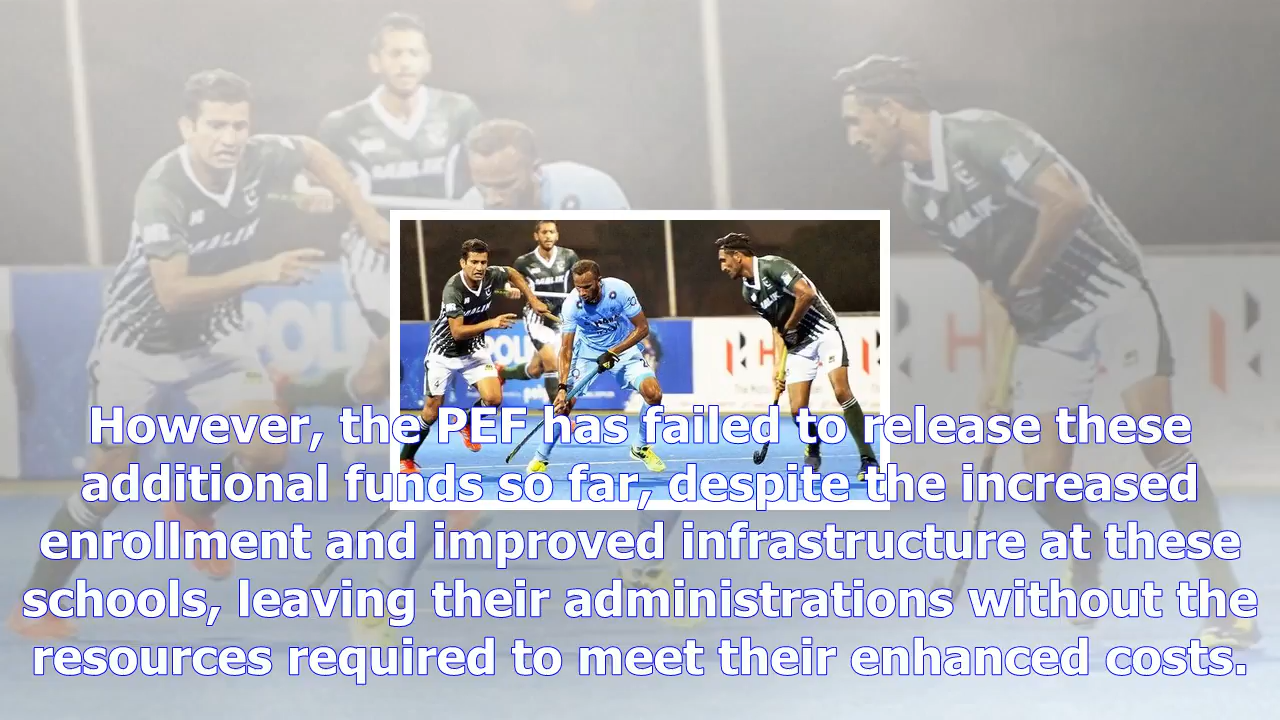 However, the PEF has failed to release these
additional funds so far, despite the increased
enrollment and improved infrastructure at these
schools, leaving their administrations without the
resources required to meet their enhanced costs.